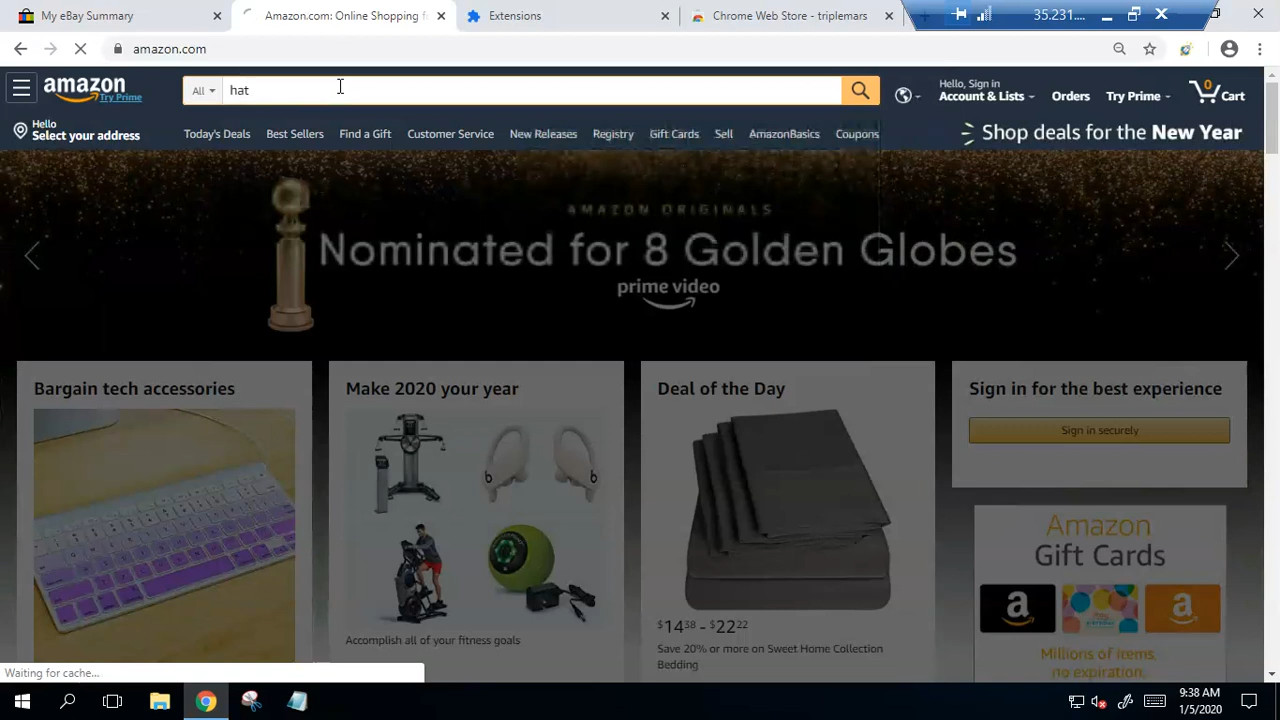 My eBay Summary
Amazon.com: Online Shopping f
Extensions
Chrome Web Store - triplemars
35.231....
amazon.com
amazon
Try Prime
All
hat
Hello, Sign in
Account & Lists
Orders
Try Prime
0
Cart
Hello
Select your address
Today's Deals
Best Sellers
Find a Gift
Customer Service
New Releases
Registry
Gift Cards
Sell
AmazonBasics
Coupons
Shop deals for the New Year
AMAZON ORIGINALS
Nominated for 8 Golden Globes
prime video
Bargain tech accessories
Make 2020 your year
Accomplish all of your fitness goals
Deal of the Day
$1438 - $2222
Save 20% or more on Sweet Home Collection
Bedding
Sign in for the best experience
Sign in securely
Amazon
Gift Cards
Millions of items,
no expiration.
Waiting for cache...
9:38 AM
1/5/2020